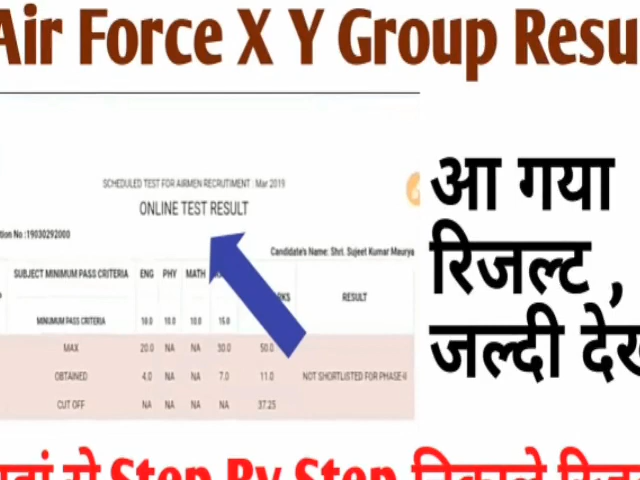 Air Force X Y Group Resu
SCHEDULED TEST FOR AIRMEN RECRUTIMENT : Mar 2019
ONLINE TEST RESULT
tion No :19030292000
Candidate's Name: Shri. Sujeet Kumar Maurya
SUBJECT MINIMUM PASS CRITERIA ENG PHY MATH RKS RESULT
MINUMUM PASS CRITERIA 10.0 10.0 10.0 15.0
MAX 20.0 NA NA 30.0 50.0
OBTAINED 4.0 NA NA 7.0 11.0 NOT SHORTLISTED FOR PHASE-II
CUT OFF NA NA NA NA 37.25
आ गया
रिजल्ट ,
जल्दी देख
से Step By Step निकाले रिज